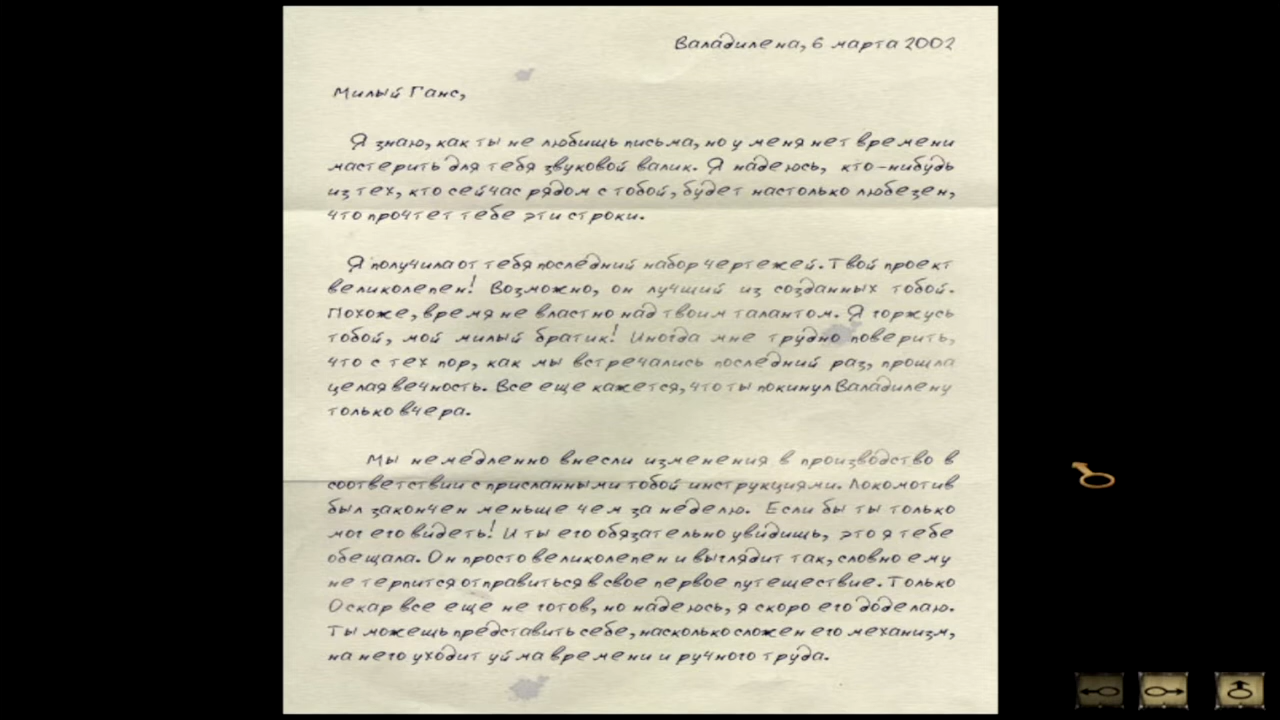 Валадилена, 6 марта 2002
Милый Ганс,
Я знаю, как ты не любишь письма, но у меня нет времени
мастерить для тебя звуковой валик. Я надеюсь, кто-нибудь
из тех, кто сейчас рядом с тобой, будет настолько любезен,
что прочтет тебе эти строки.
Я получила от тебя последний набор чертежей. Твой проект
великолепен! Возможно, он лучший из созданных тобой.
Похоже, время не властно над твоим талантом. Я горжусь
тобой, мой милый братик! Иногда мне трудно поверить,
что с тех пор, как мы встречались последний раз, прошла
целая вечность. Все еще кажется, что ты покинул Валадилену
только вчера.
Мы немедленно внесли изменения в производство в
соответствии с присланными тобой инструкциями. Локомотив
был закончен меньше чем за неделю. Если бы ты только
мог его видеть! И ты его обязательно увидишь, это я тебе
обещала. Он просто великолепен и выглядит так, словно ему
не терпится отправиться в свое первое путешествие. Только
Оскар все еще не готов, но надеюсь, я скоро его доделаю.
Ты можешь представить себе, насколько сложен его механизм,
на него уходит уйма времени и ручного труда.